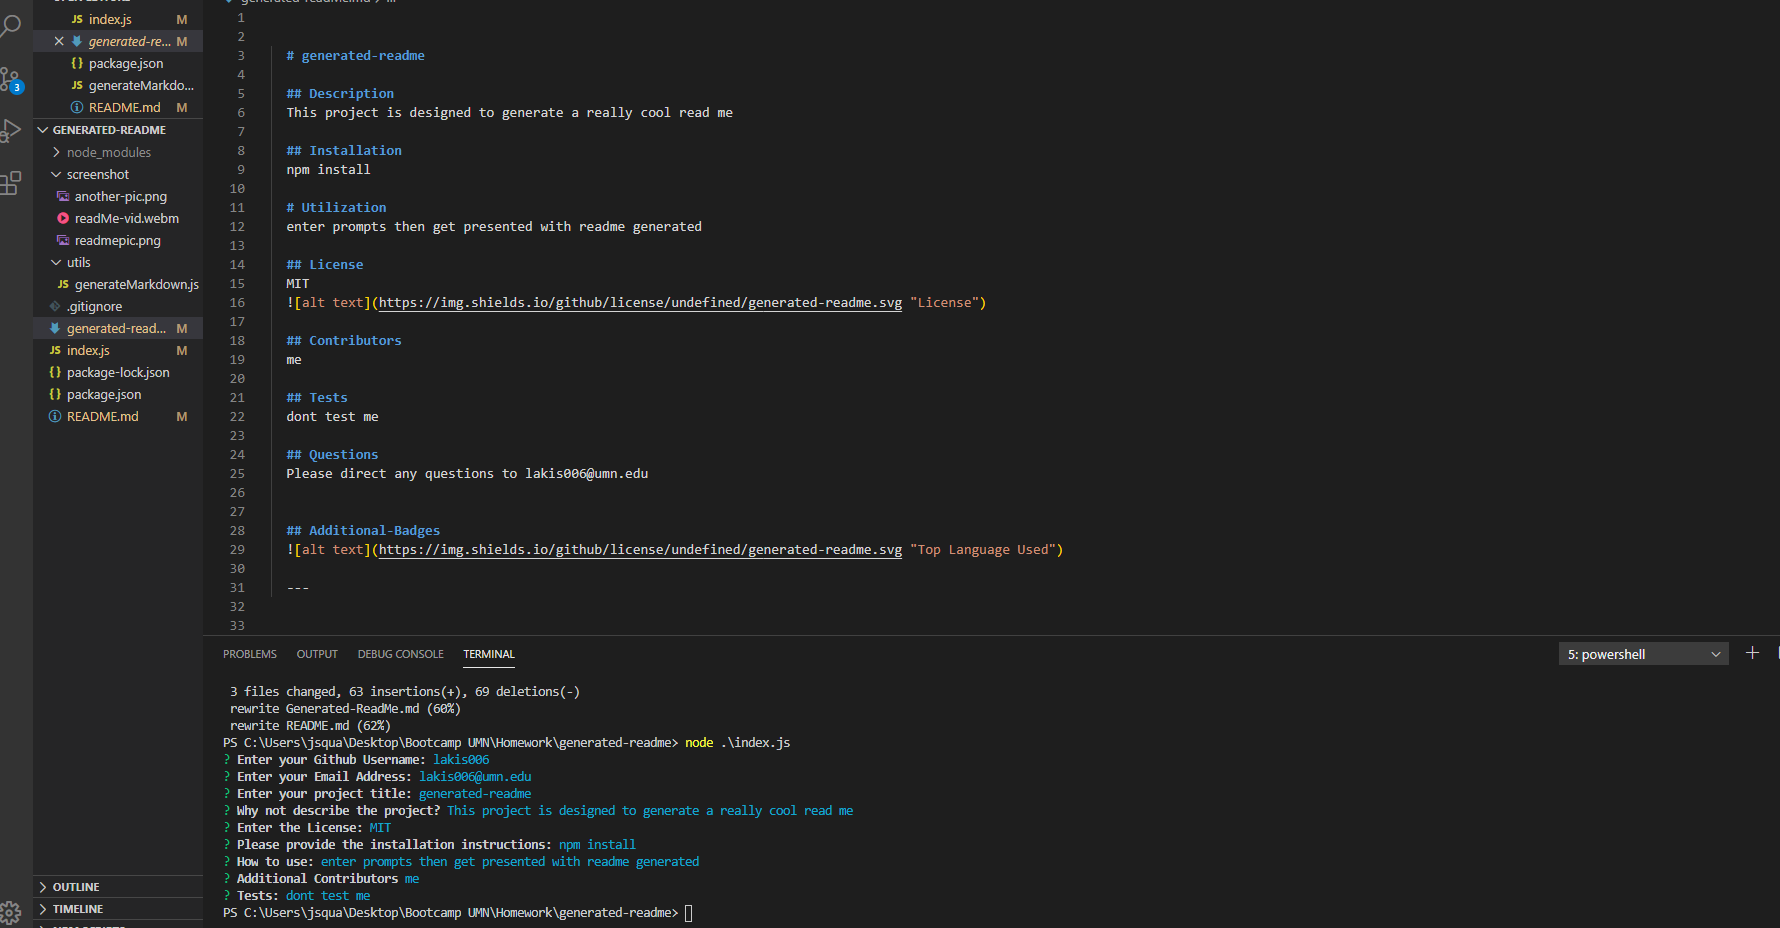 index.js M
generated-re... M
package.json
generateMarkdo...
README.md M
GENERATED-README
node_modules
screenshot
another-pic.png
readMe-vid.webm
readmepic.png
utils
generateMarkdown.js
.gitignore
generated-read... M
index.js M
package-lock.json
package.json
README.md M
OUTLINE
TIMELINE
3
1
2
3 # generated-readme
4
5 ## Description
6 This project is designed to generate a really cool read me
7
8 ## Installation
9 npm install
10
11 # Utilization
12 enter prompts then get presented with readme generated
13
14 ## License
15 MIT
16 ![alt text](https://img.shields.io/github/license/undefined/generated-readme.svg "License")
17
18 ## Contributors
19 me
20
21 ## Tests
22 dont test me
23
24 ## Questions
25 Please direct any questions to lakis006@umn.edu
26
27
28 ## Additional-Badges
29 ![alt text](https://img.shields.io/github/license/undefined/generated-readme.svg "Top Language Used")
30
31 ---
32
33
PROBLEMS OUTPUT DEBUG CONSOLE TERMINAL 5: powershell
3 files changed, 63 insertions(+), 69 deletions(-)
rewrite Generated-ReadMe.md (60%)
rewrite README.md (62%)
PS C:\Users\jsqua\Desktop\Bootcamp UMN\Homework\generated-readme> node .\index.js
? Enter your Github Username: lakis006
? Enter your Email Address: lakis006@umn.edu
? Enter your project title: generated-readme
? Why not describe the project? This project is designed to generate a really cool read me
? Enter the License: MIT
? Please provide the installation instructions: npm install
? How to use: enter prompts then get presented with readme generated
? Additional Contributors me
? Tests: dont test me
PS C:\Users\jsqua\Desktop\Bootcamp UMN\Homework\generated-readme>